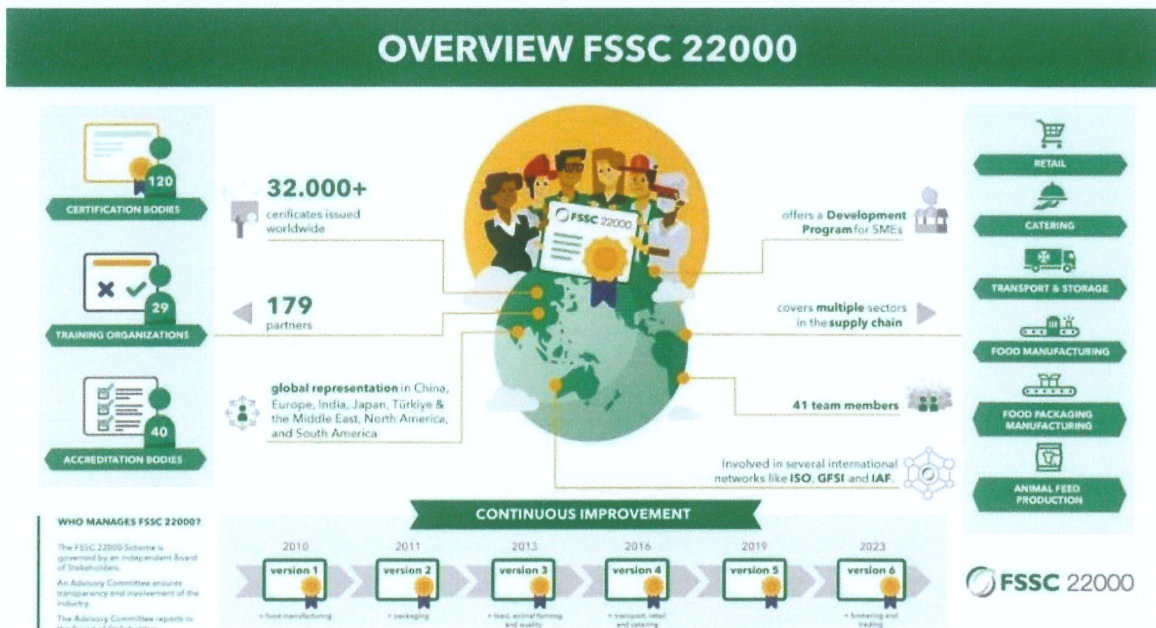 OVERVIEW FSSC 22000
120
CERTIFICATION BODIES
29
TRAINING ORGANIZATIONS
40
ACCREDITATION BODIES
32.000+
cerificates issued
worldwide
179
partners
global representation in China,
Europe, India, Japan, Türkiye &
the Middle East, North America,
and South America
FSSC 22000
offers a Development
Program for SMEs
covers multiple sectors
in the supply chain
41 team members
Involved in several international
networks like ISO, GFSI and IAF.
RETAIL
CATERING
TRANSPORT & STORAGE
FOOD MANUFACTURING
FOOD PACKAGING
MANUFACTURING
ANIMAL FEED
PRODUCTION
WHO MANAGES FSSC 22000?
The FSSC 22000 Scheme is
governed by an independent Board
of Stakeholders.
An Advisory Committee ensures
transparency and involvement of the
industry.
The Advisory Committee reports to
the Board of Stakeholders
CONTINUOUS IMPROVEMENT
2010
2011
2013
2016
2019
2023
version 1
version 2
version 3
version 4
version 5
version 6
+ food manufacturing
+ packaging
+ food, animal farming
and quality
+ transport, retail
and catering
+ brokering and
trading
FSSC 22000